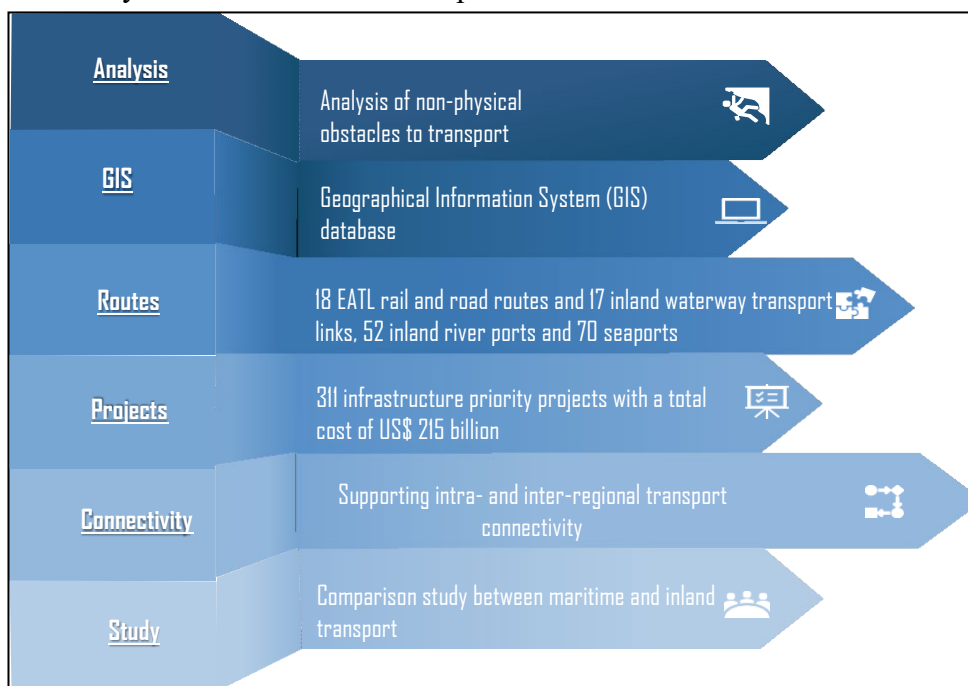 Analysis
Analysis of non-physical
obstacles to transport
GIS
Geographical Information System (GIS)
database
Routes
18 EATL rail and road routes and 17 inland waterway transport
links, 52 inland river ports and 70 seaports
Projects
311 infrastructure priority projects with a total
cost of US$ 215 billion
Connectivity
Supporting intra- and inter-regional transport
connectivity
Study
Comparison study between maritime and inland
transport